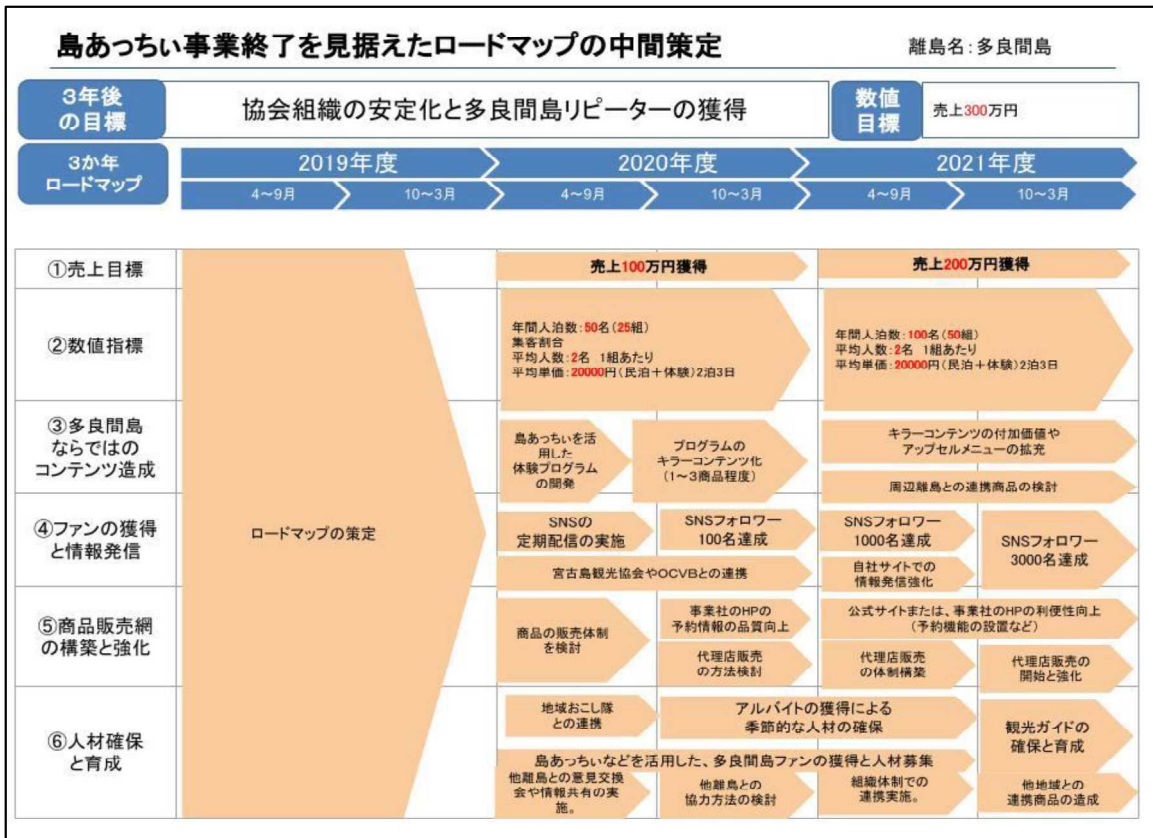 島あっちい事業終了を見据えたロードマップの中間策定
離島名：多良間島
3年後
の目標
協会組織の安定化と多良間島リピーターの獲得
数値
目標
売上300万円
3か年
ロードマップ
2019年度
2020年度
2021年度
4～9月
10～3月
4～9月
10～3月
4～9月
10～3月
①売上目標
売上100万円獲得
売上200万円獲得
②数値指標
年間人泊数：50名（25組）
集客割合
平均人数：2名　1組あたり
平均単価：20000円（民泊＋体験）2泊3日
年間人泊数：100名（50組）
平均人数：2名　1組あたり
平均単価：20000円（民泊＋体験）2泊3日
③多良間島
ならではの
コンテンツ造成
島あっちいを活
用した
体験プログラム
の開発
プログラムの
キラーコンテンツ化
（1～3商品程度）
キラーコンテンツの付加価値や
アップセルメニューの拡充
周辺離島との連携商品の検討
ロードマップの策定
④ファンの獲得
と情報発信
SNSの
定期配信の実施
SNSフォロワー
100名達成
SNSフォロワー
1000名達成
SNSフォロワー
3000名達成
宮古島観光協会やOCVBとの連携
自社サイトでの
情報発信強化
⑤商品販売網
の構築と強化
商品の販売体制
を検討
事業社のHPの
予約情報の品質向上
公式サイトまたは、事業社のHPの利便性向上
（予約機能の設置など）
代理店販売
の方法検討
代理店販売
の体制構築
代理店販売の
開始と強化
⑥人材確保
と育成
地域おこし隊
との連携
アルバイトの獲得による
季節的な人材の確保
観光ガイドの
確保と育成
島あっちいなどを活用した、多良間島ファンの獲得と人材募集
他離島との意見交換
会や情報共有の実
施。
他離島との
協力方法の検討
組織体制での
連携実施。
他地域との
連携商品の造成